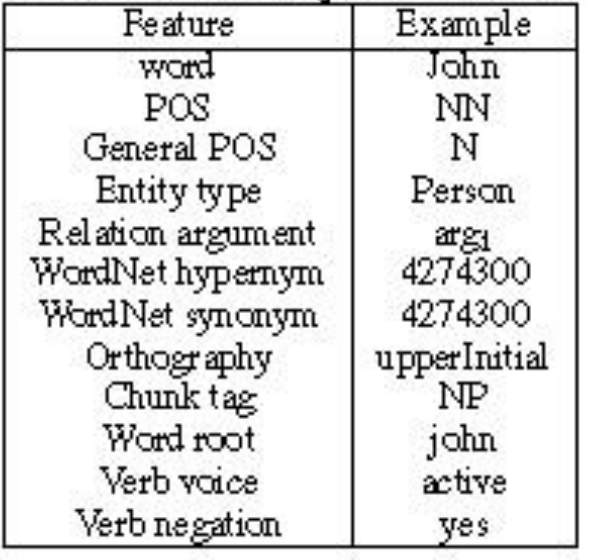 Feature Example
word John
POS NN
General POS N
Entity type Person
Relation argument arg₁
WordNet hypernym 4274300
WordNet synonym 4274300
Orthography upperInitial
Chunk tag NP
Word root john
Verb voice active
Verb negation yes